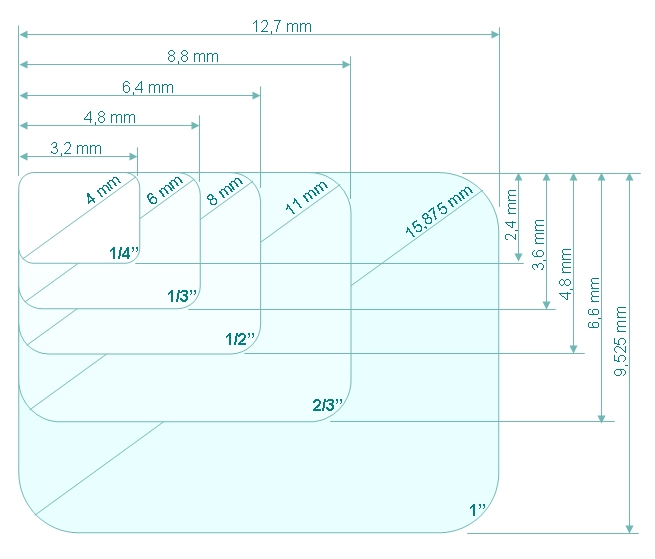 12,7 mm
8,8 mm
6,4 mm
4,8 mm
3,2 mm
4 mm
6 mm
8 mm
11 mm
15,875 mm
2,4 mm
3,6 mm
4,8 mm
6,6 mm
9,525 mm
1/4”
1/3”
1/2”
2/3”
1”